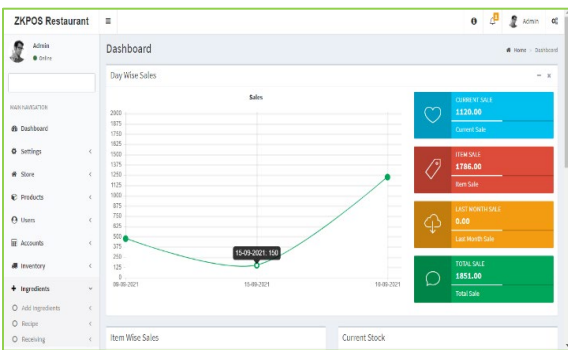 ZKPOS Restaurant
Admin
Admin
Online
Dashboard
Home
Dashboard
Day Wise Sales
MAIN NAVIGATION
Dashboard
Settings
Store
Products
Users
Accounts
Inventory
Ingredients
Add Ingredients
Recipe
Receiving
Sales
2000
1875
1750
1625
1500
1375
1250
1125
1000
875
750
625
500
375
250
125
0
15-09-2021: 150
15-09-2021
18-09-2021
CURRENT SALE
1120.00
Current Sale
ITEM SALE
1786.00
Item Sale
LAST MONTH SALE
0.00
Last Month Sale
TOTAL SALE
1851.00
Total Sale
Item Wise Sales
Current Stock